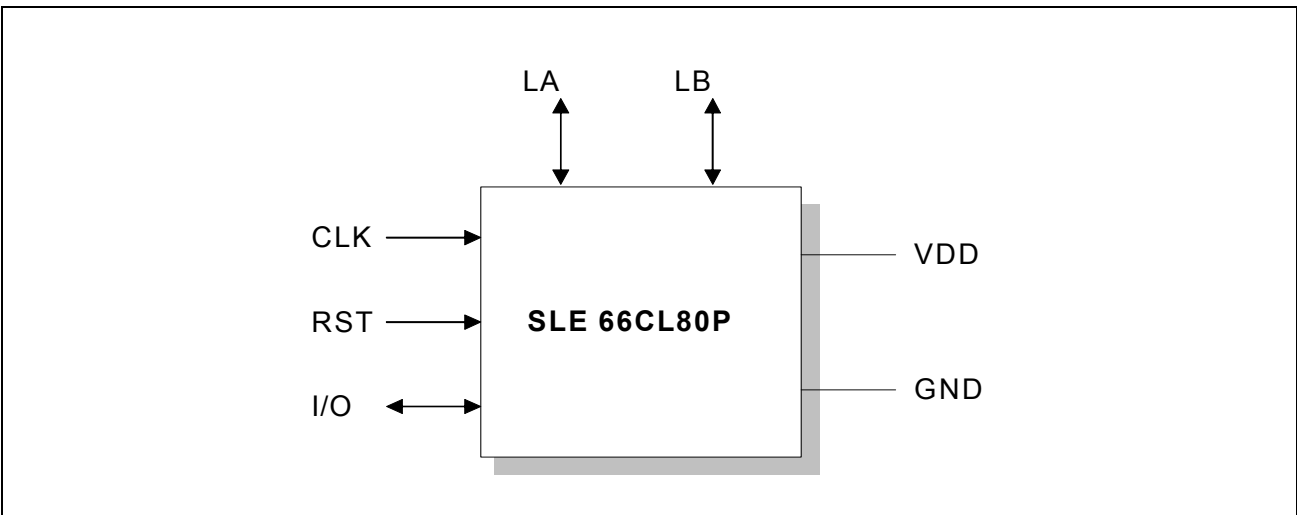 LA
LB
CLK
RST
I/O
SLE 66CL80P
VDD
GND